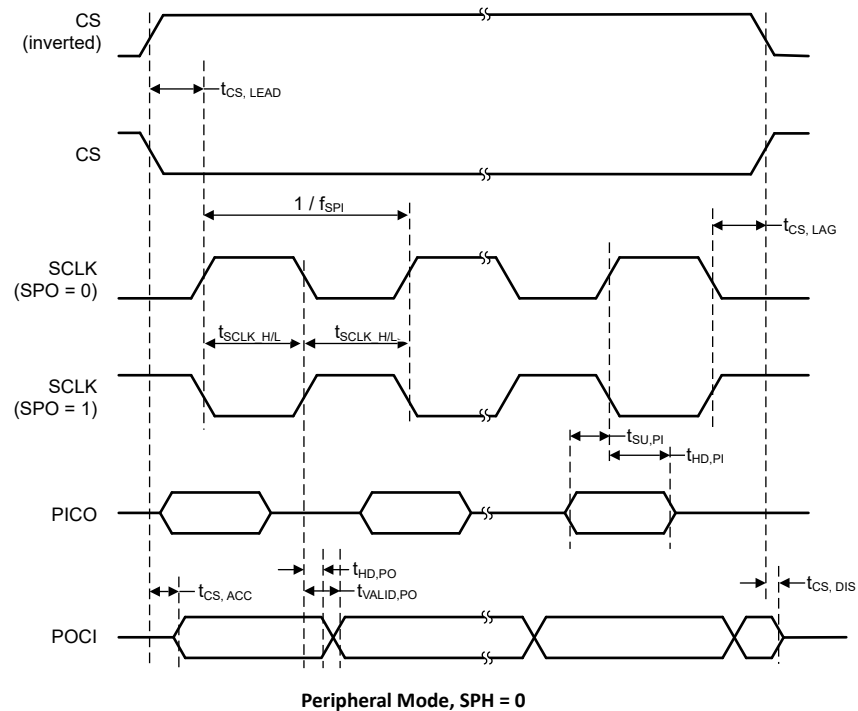 CS
(inverted)
tCS, LEAD
CS
1 / fSPI
tCS, LAG
SCLK
(SPO = 0)
tSCLK_H/L
tSCLK_H/L
SCLK
(SPO = 1)
tSU,PI
tHD,PI
PICO
tHD,PO
tVALID,PO
tCS, ACC
tCS, DIS
POCI
Peripheral Mode, SPH = 0